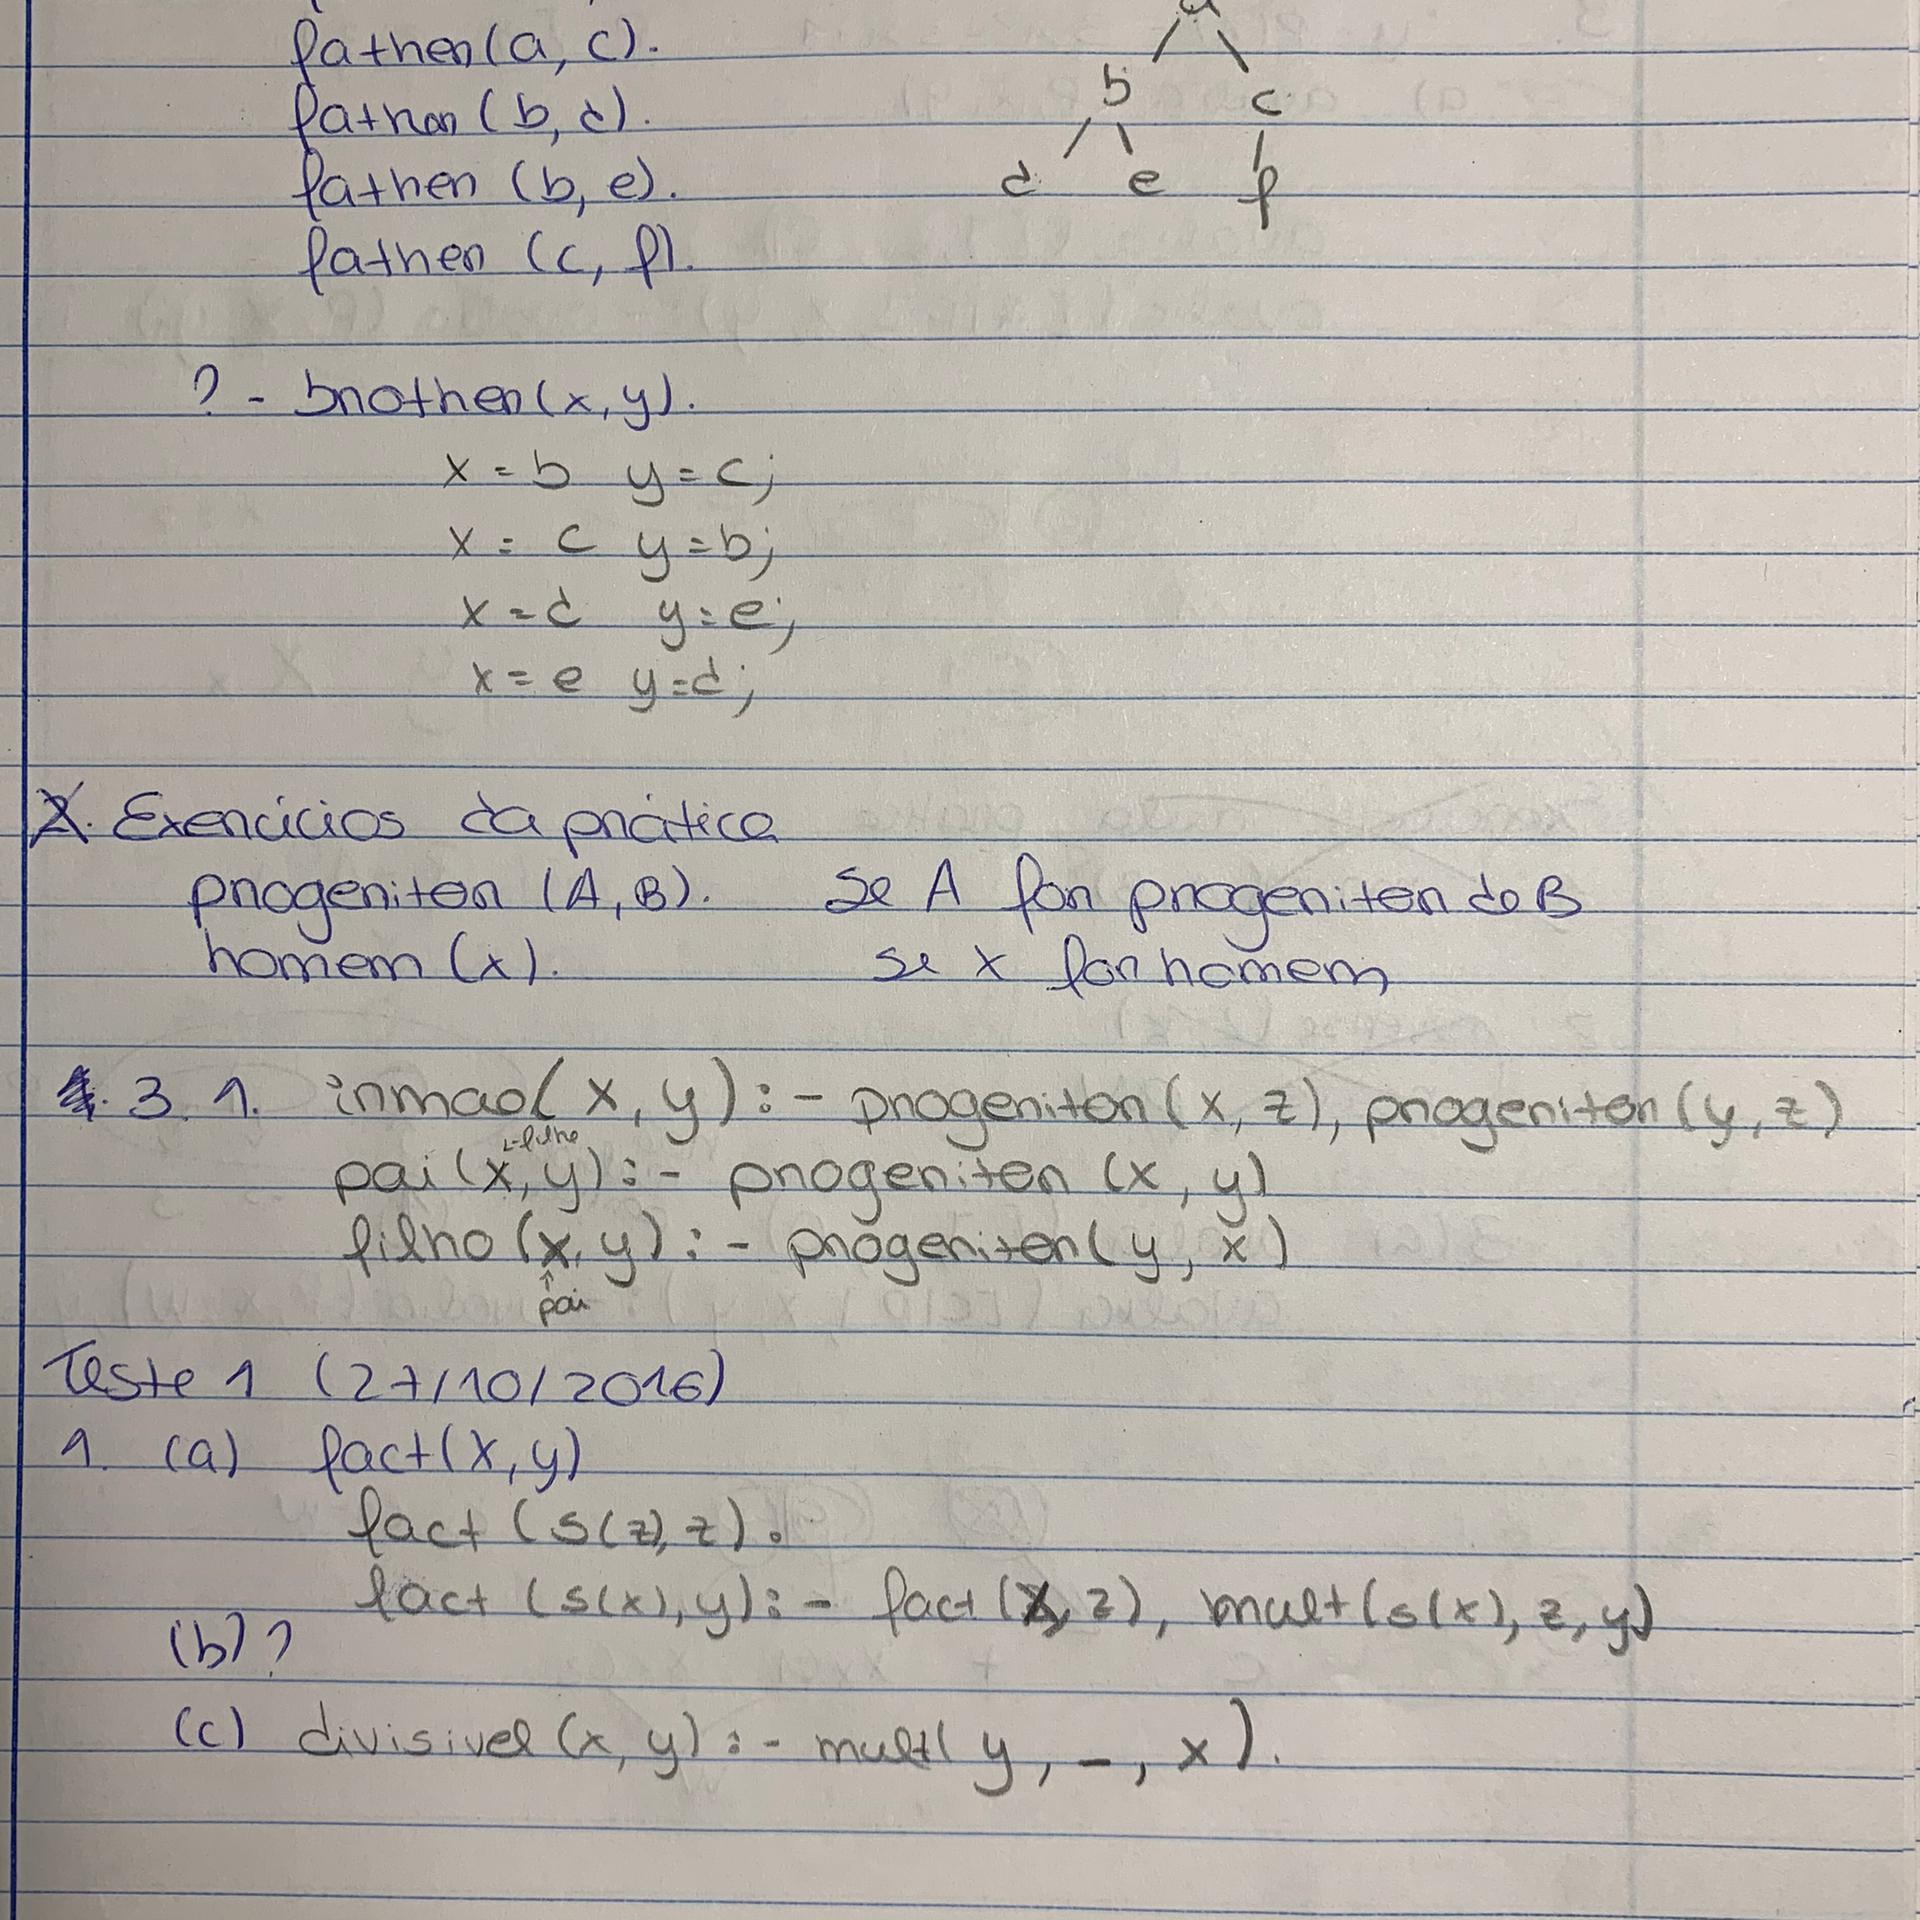 father(a, c).
father(b, d).
father (b, e).
father (c, f).
b c
d e f
?- brother(x, y).
x = b y = c;
x = c y = b;
x = d y = e;
x = e y = d;
Exercícios da prática
progenitor (A, B). se A for progenitor do B
homem (x). se x for homem
3. 1. irmao(x, y) :- progenitor(x, z), progenitor(y, z)
filho
pai(x, y) :- progenitor (x, y)
filho (x, y) :- progenitor(y, x)
pai
Teste 1 (27/10/2016)
1. (a) fact(x, y)
fact (s(z), z).
fact (s(x), y) :- fact (x, z), mult(s(x), z, y)
(b) ?
(c) divisivel (x, y) :- mult( y, _, x).